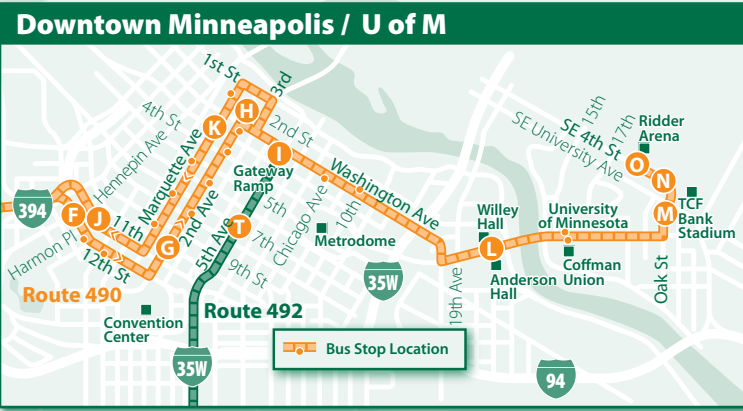 Downtown Minneapolis / U of M
1st St
3rd
4th St
K
H
2nd St
15th
17th
Ridder
Arena
SE 4th St
SE University Ave
O
N
Hennepin Ave
Marquette Ave
I
Gateway
Ramp
Washington Ave
394
F
J
11th
2nd Ave
5th
Chicago Ave
10th
Willey
Hall
University
of Minnesota
M
TCF
Bank
Stadium
Harmon Pl
12th St
G
T
7th
Metrodome
5th Ave
9th St
L
Coffman
Union
Anderson
Hall
Oak St
19th Ave
35W
Route 490
Route 492
Convention
Center
Bus Stop Location
35W
94